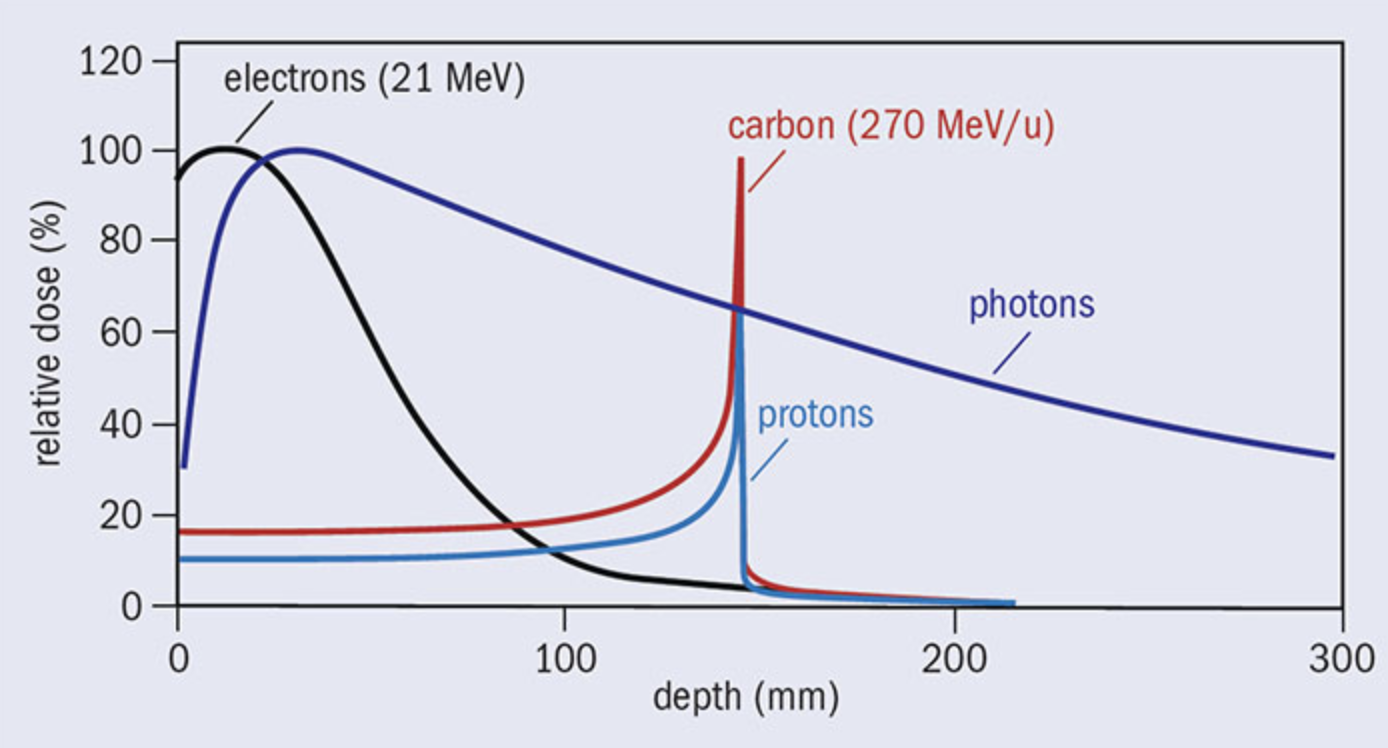 120
electrons (21 MeV)
carbon (270 MeV/u)
100
80
photons
60
protons
40
20
0
relative dose (%)
0
100
200
300
depth (mm)